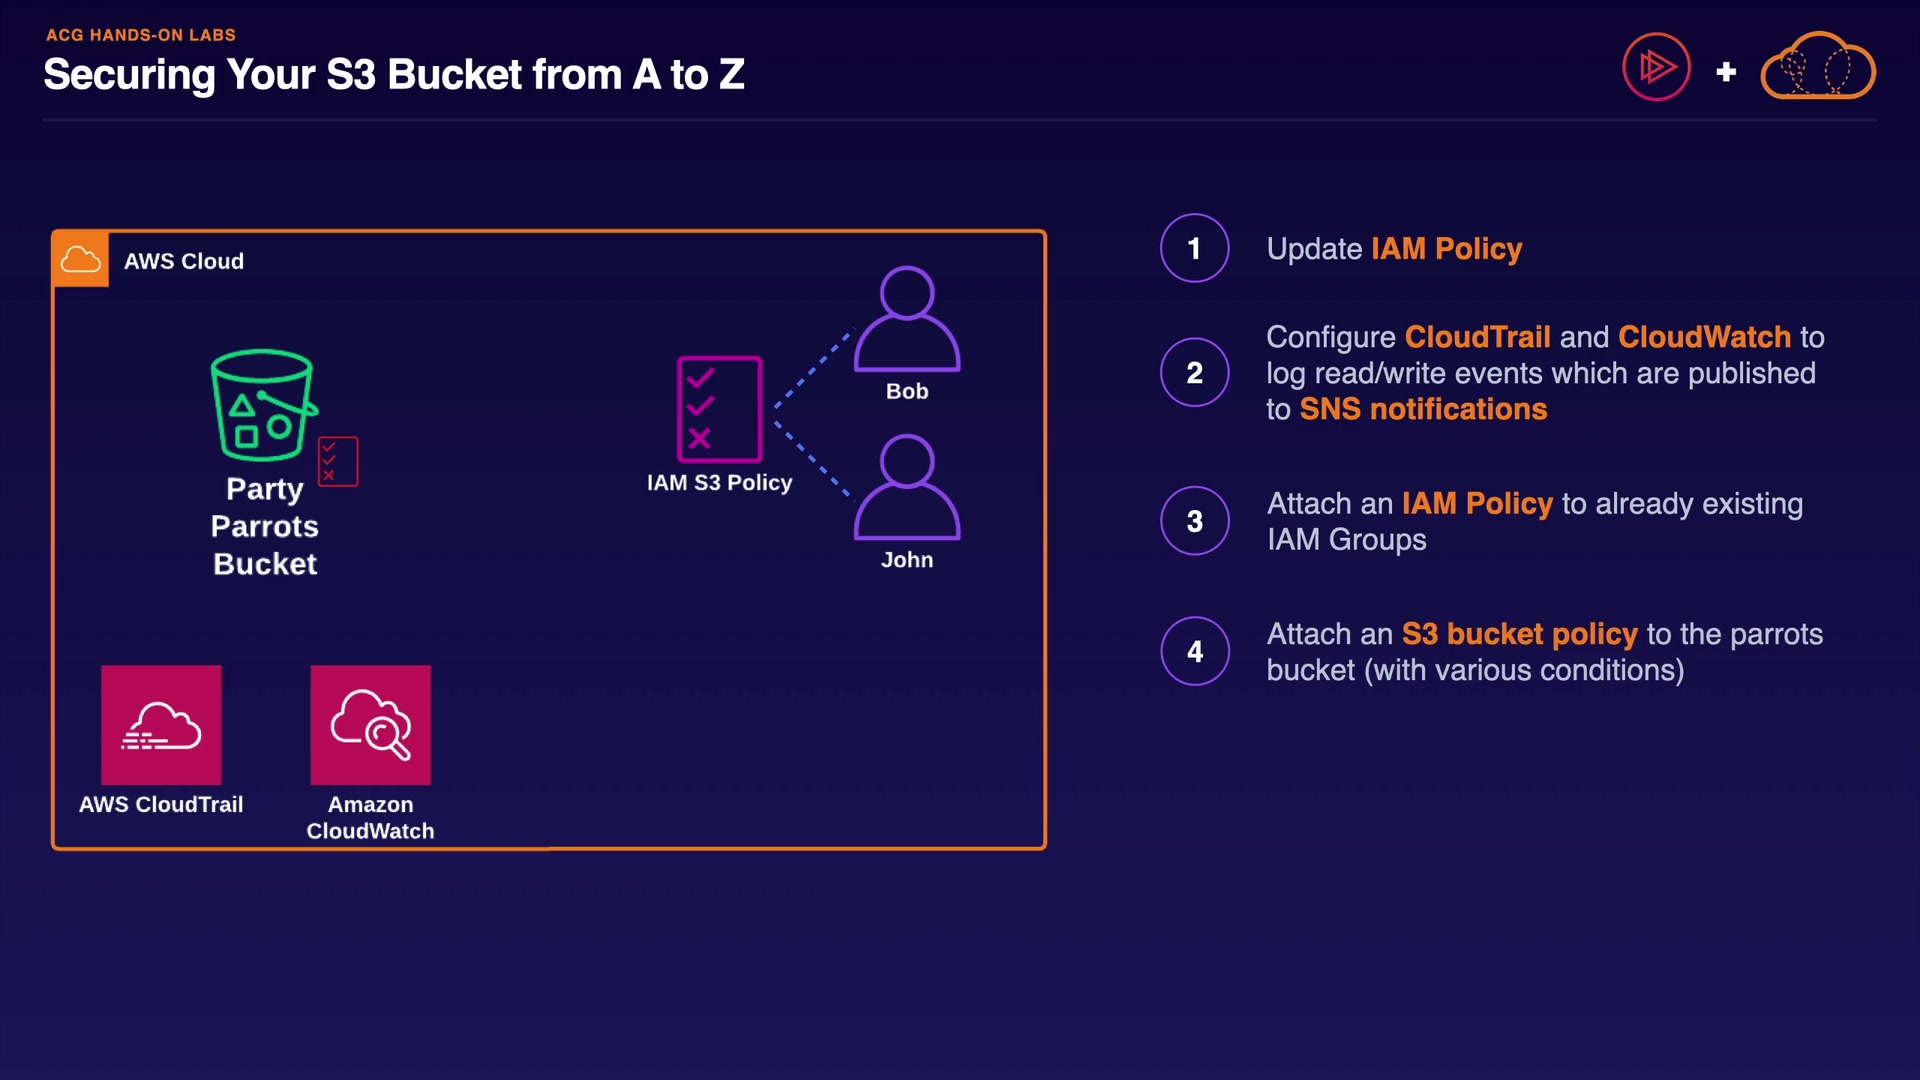 ACG HANDS-ON LABS
Securing Your S3 Bucket from A to Z
AWS Cloud
Party
Parrots
Bucket
IAM S3 Policy
Bob
John
AWS CloudTrail
Amazon
CloudWatch
1
Update IAM Policy
2
Configure CloudTrail and CloudWatch to
log read/write events which are published
to SNS notifications
3
Attach an IAM Policy to already existing
IAM Groups
4
Attach an S3 bucket policy to the parrots
bucket (with various conditions)